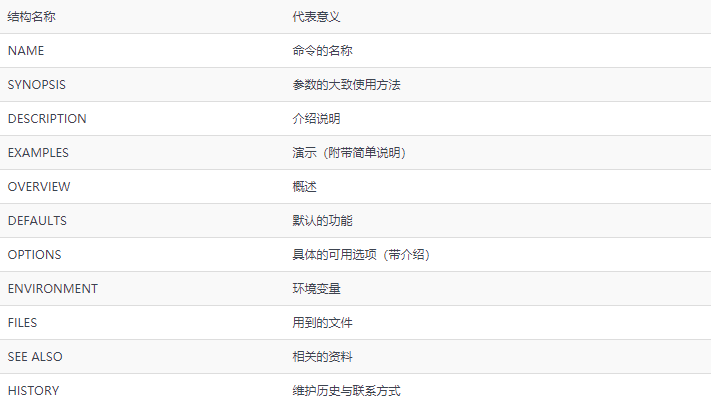 结构名称 代表意义
NAME 命令的名称
SYNOPSIS 参数的大致使用方法
DESCRIPTION 介绍说明
EXAMPLES 演示（附带简单说明）
OVERVIEW 概述
DEFAULTS 默认的功能
OPTIONS 具体的可用选项（带介绍）
ENVIRONMENT 环境变量
FILES 用到的文件
SEE ALSO 相关的资料
HISTORY 维护历史与联系方式